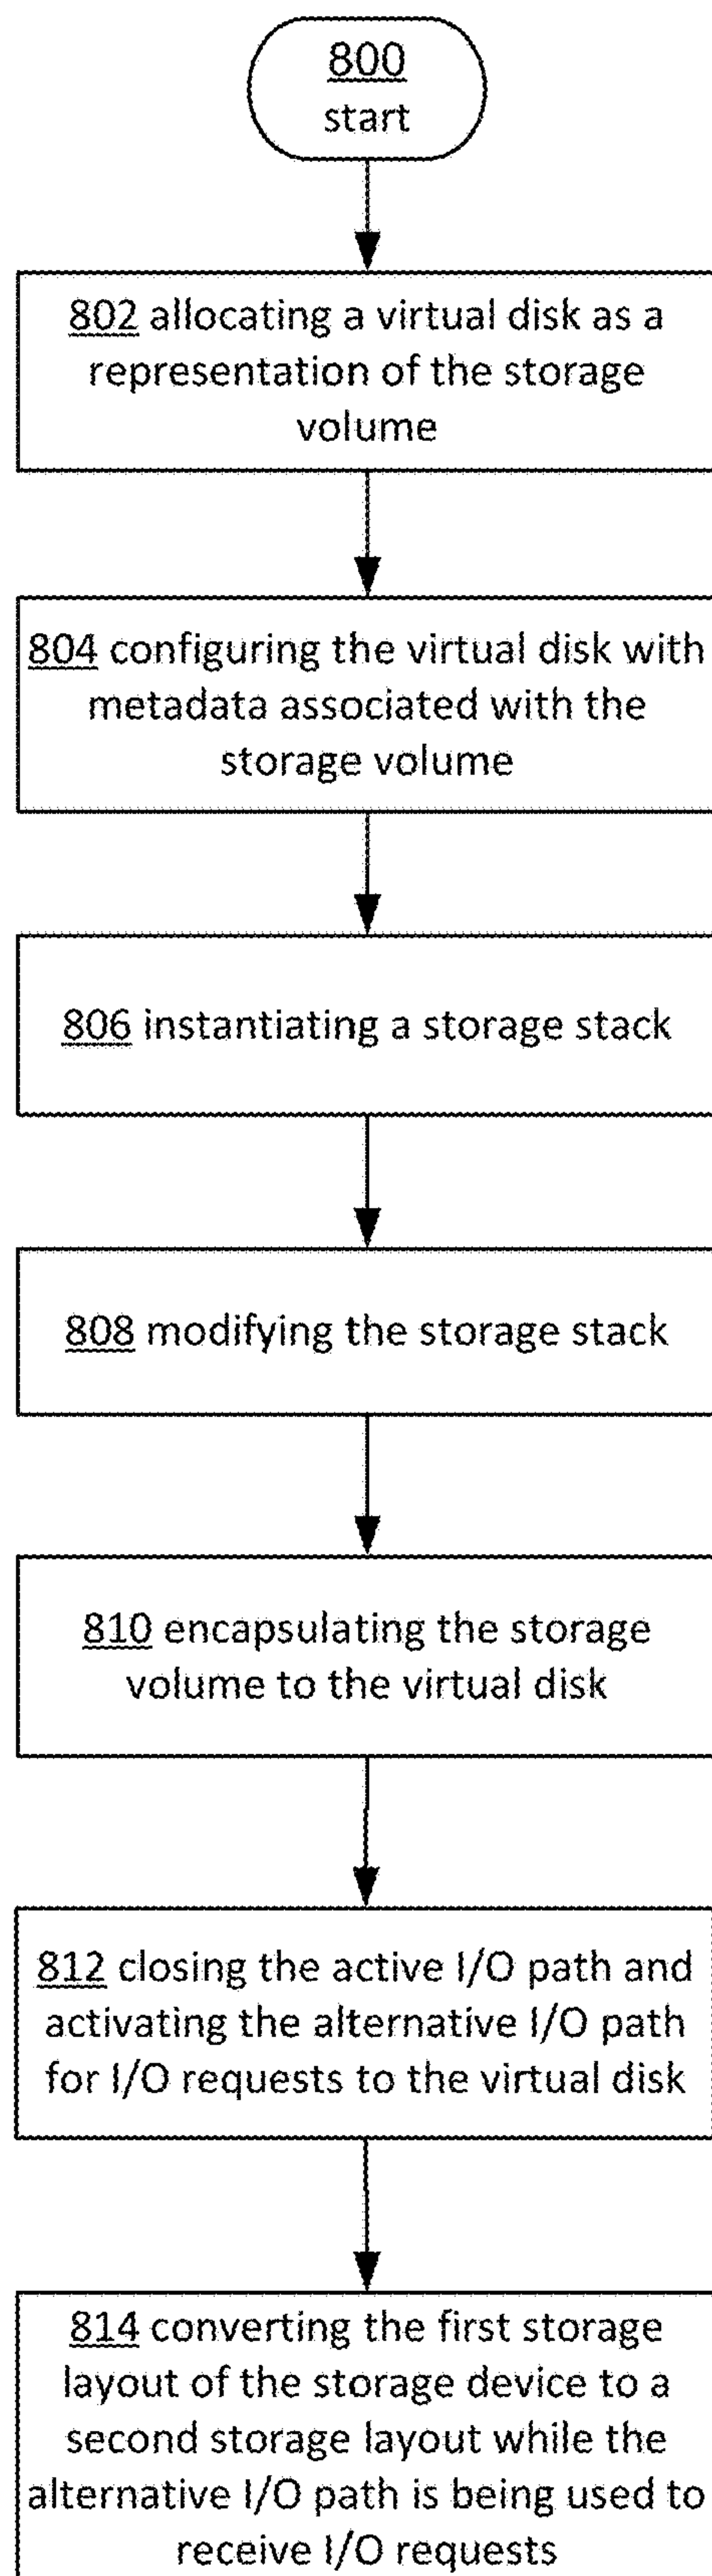 800
start
802 allocating a virtual disk as a
representation of the storage
volume
804 configuring the virtual disk with
metadata associated with the
storage volume
806 instantiating a storage stack
808 modifying the storage stack
810 encapsulating the storage
volume to the virtual disk
812 closing the active I/O path and
activating the alternative I/O path
for I/O requests to the virtual disk
814 converting the first storage
layout of the storage device to a
second storage layout while the
alternative I/O path is being used to
receive I/O requests